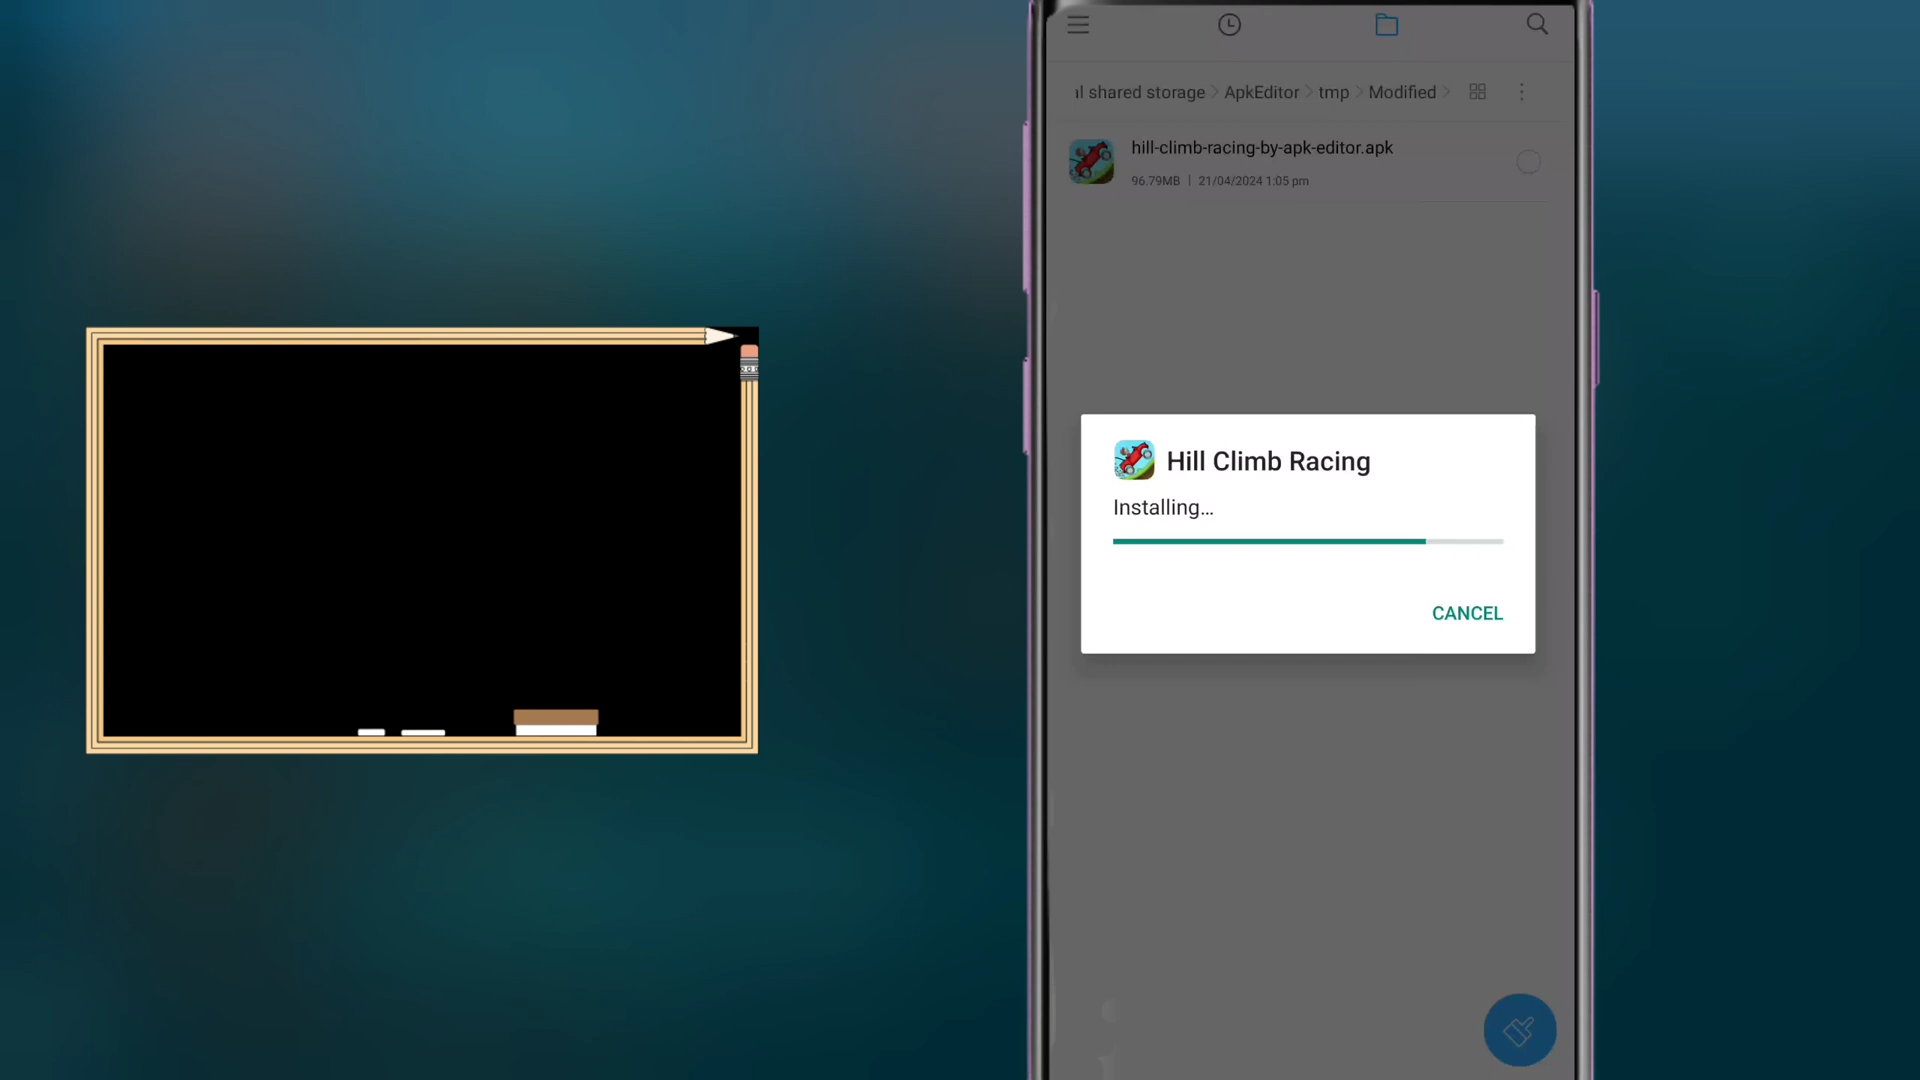 ıl shared storage > ApkEditor > tmp > Modified >
hill-climb-racing-by-apk-editor.apk
96.79MB | 21/04/2024 1:05 pm
Hill Climb Racing
Installing...
CANCEL